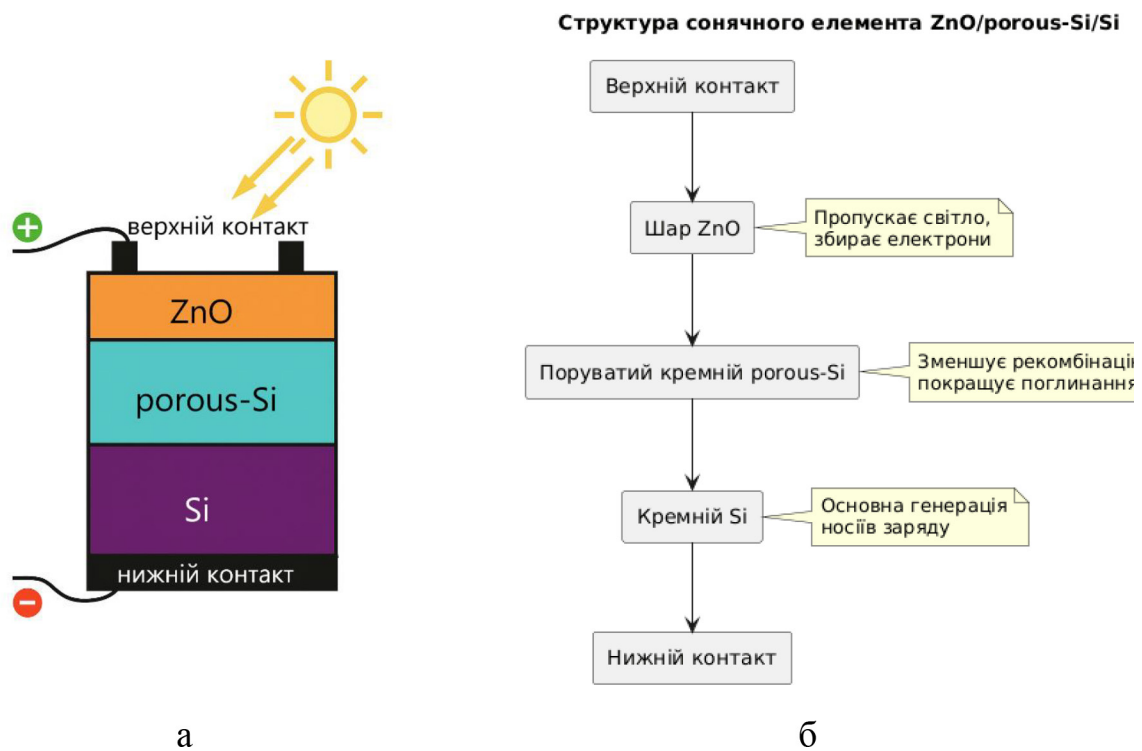 верхній контакт
+
ZnO
porous-Si
Si
нижній контакт
−
а
Структура сонячного елемента ZnO/porous-Si/Si
Верхній контакт
Шар ZnO
Пропускає світло,
збирає електрони
Поруватий кремній porous-Si
Зменшує
покращує поглинання
Кремній Si
Основна генерація
носіїв заряду
Нижній контакт
б